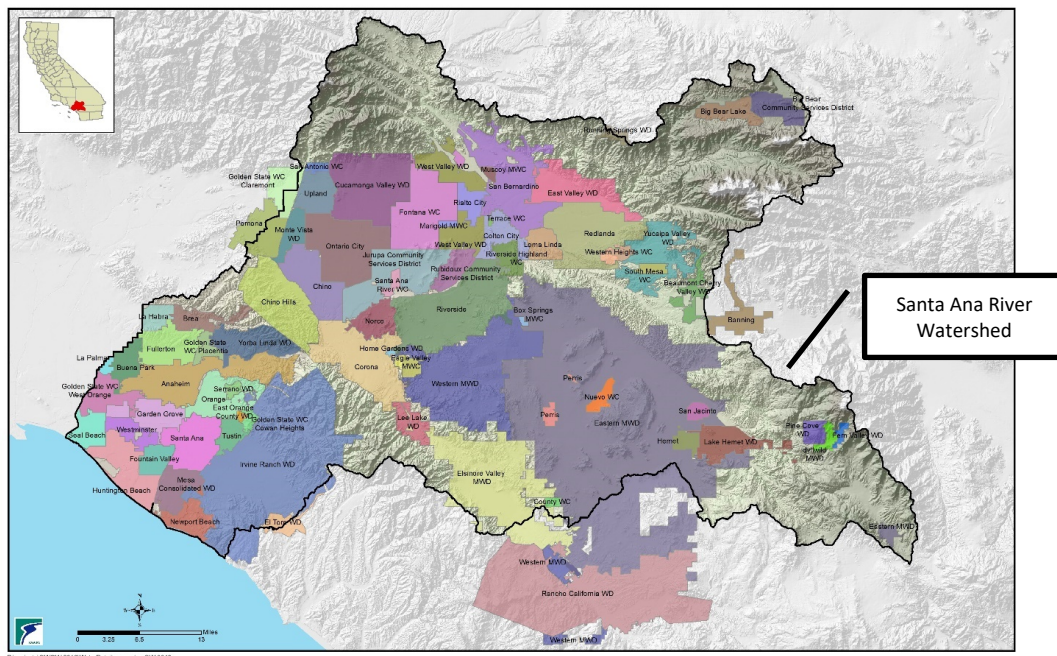 Big Bear Lake
Big Bear
Community Services District
Running Springs WD
San Antonio WC
Golden State WC
Claremont
Upland
Cucamonga Valley WD
West Valley WD
Muscoy MWC
San Bernardino
East Valley WD
Pomona
Monte Vista
WD
Fontana WC
Rialto City
Marigold MWC
Terrace WC
Colton City
West Valley WD
Riverside Highland
WC
Loma Linda
Redlands
Western Heights WC
Yucaipa Valley
WD
South Mesa
WC
Beaumont Cherry
Valley WD
Banning
Ontario City
Jurupa Community
Services District
Rubidoux Community
Services District
Santa Ana
River WC
Chino
Chino Hills
Norco
Riverside
Box Springs
MWC
Home Gardens WD
Eagle Valley
MWC
Corona
Western MWD
La Habra
Brea
Fullerton
Golden State
WC Placentia
Yorba Linda WD
La Palma
Buena Park
Anaheim
Golden State WC
West Orange
Serrano WD
Orange
East Orange
County WD
Golden State WC
Cowan Heights
Garden Grove
Westminster
Seal Beach
Santa Ana
Tustin
Fountain Valley
Irvine Ranch WD
Huntington Beach
Mesa
Consolidated WD
Newport Beach
El Toro WD
Lee Lake
WD
Elsinore Valley
MWD
County WC
Perris
Perris
Nuevo WC
Eastern MWD
San Jacinto
Hemet
Lake Hemet WD
Pine Cove
WD
Fern Valley WD
Idyllwild
MWD
Eastern MWD
Western MWD
Rancho California WD
Western MWD
Santa Ana River
Watershed
Miles
0 3.25 6.5 13